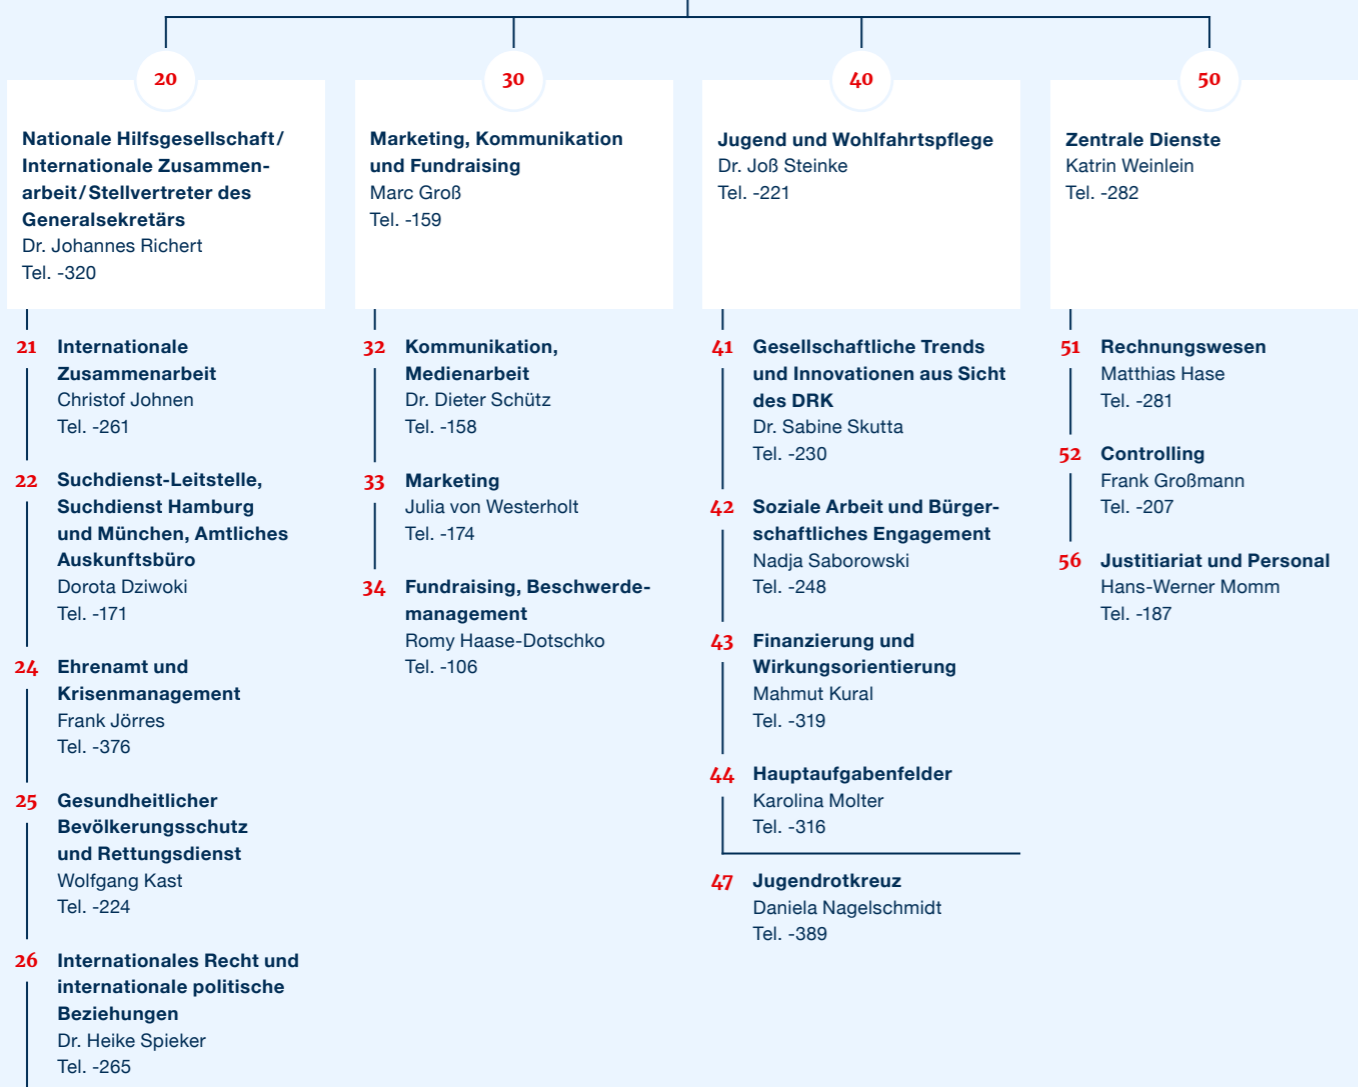 20
Nationale Hilfsgesellschaft/
Internationale Zusammen-
arbeit/Stellvertreter des
Generalsekretärs
Dr. Johannes Richert
Tel. -320
21 Internationale
Zusammenarbeit
Christof Johnen
Tel. -261
22 Suchdienst-Leitstelle,
Suchdienst Hamburg
und München, Amtliches
Auskunftsbüro
Dorota Dziwoki
Tel. -171
24 Ehrenamt und
Krisenmanagement
Frank Jörres
Tel. -376
25 Gesundheitlicher
Bevölkerungsschutz
und Rettungsdienst
Wolfgang Kast
Tel. -224
26 Internationales Recht und
internationale politische
Beziehungen
Dr. Heike Spieker
Tel. -265
30
Marketing, Kommunikation
und Fundraising
Marc Groß
Tel. -159
32 Kommunikation,
Medienarbeit
Dr. Dieter Schütz
Tel. -158
33 Marketing
Julia von Westerholt
Tel. -174
34 Fundraising, Beschwerde-
management
Romy Haase-Dotschko
Tel. -106
40
Jugend und Wohlfahrtspflege
Dr. Joß Steinke
Tel. -221
41 Gesellschaftliche Trends
und Innovationen aus Sicht
des DRK
Dr. Sabine Skutta
Tel. -230
42 Soziale Arbeit und Bürger-
schaftliches Engagement
Nadja Saborowski
Tel. -248
43 Finanzierung und
Wirkungsorientierung
Mahmut Kural
Tel. -319
44 Hauptaufgabenfelder
Karolina Molter
Tel. -316
47 Jugendrotkreuz
Daniela Nagelschmidt
Tel. -389
50
Zentrale Dienste
Katrin Weinlein
Tel. -282
51 Rechnungswesen
Matthias Hase
Tel. -281
52 Controlling
Frank Großmann
Tel. -207
56 Justitiariat und Personal
Hans-Werner Momm
Tel. -187